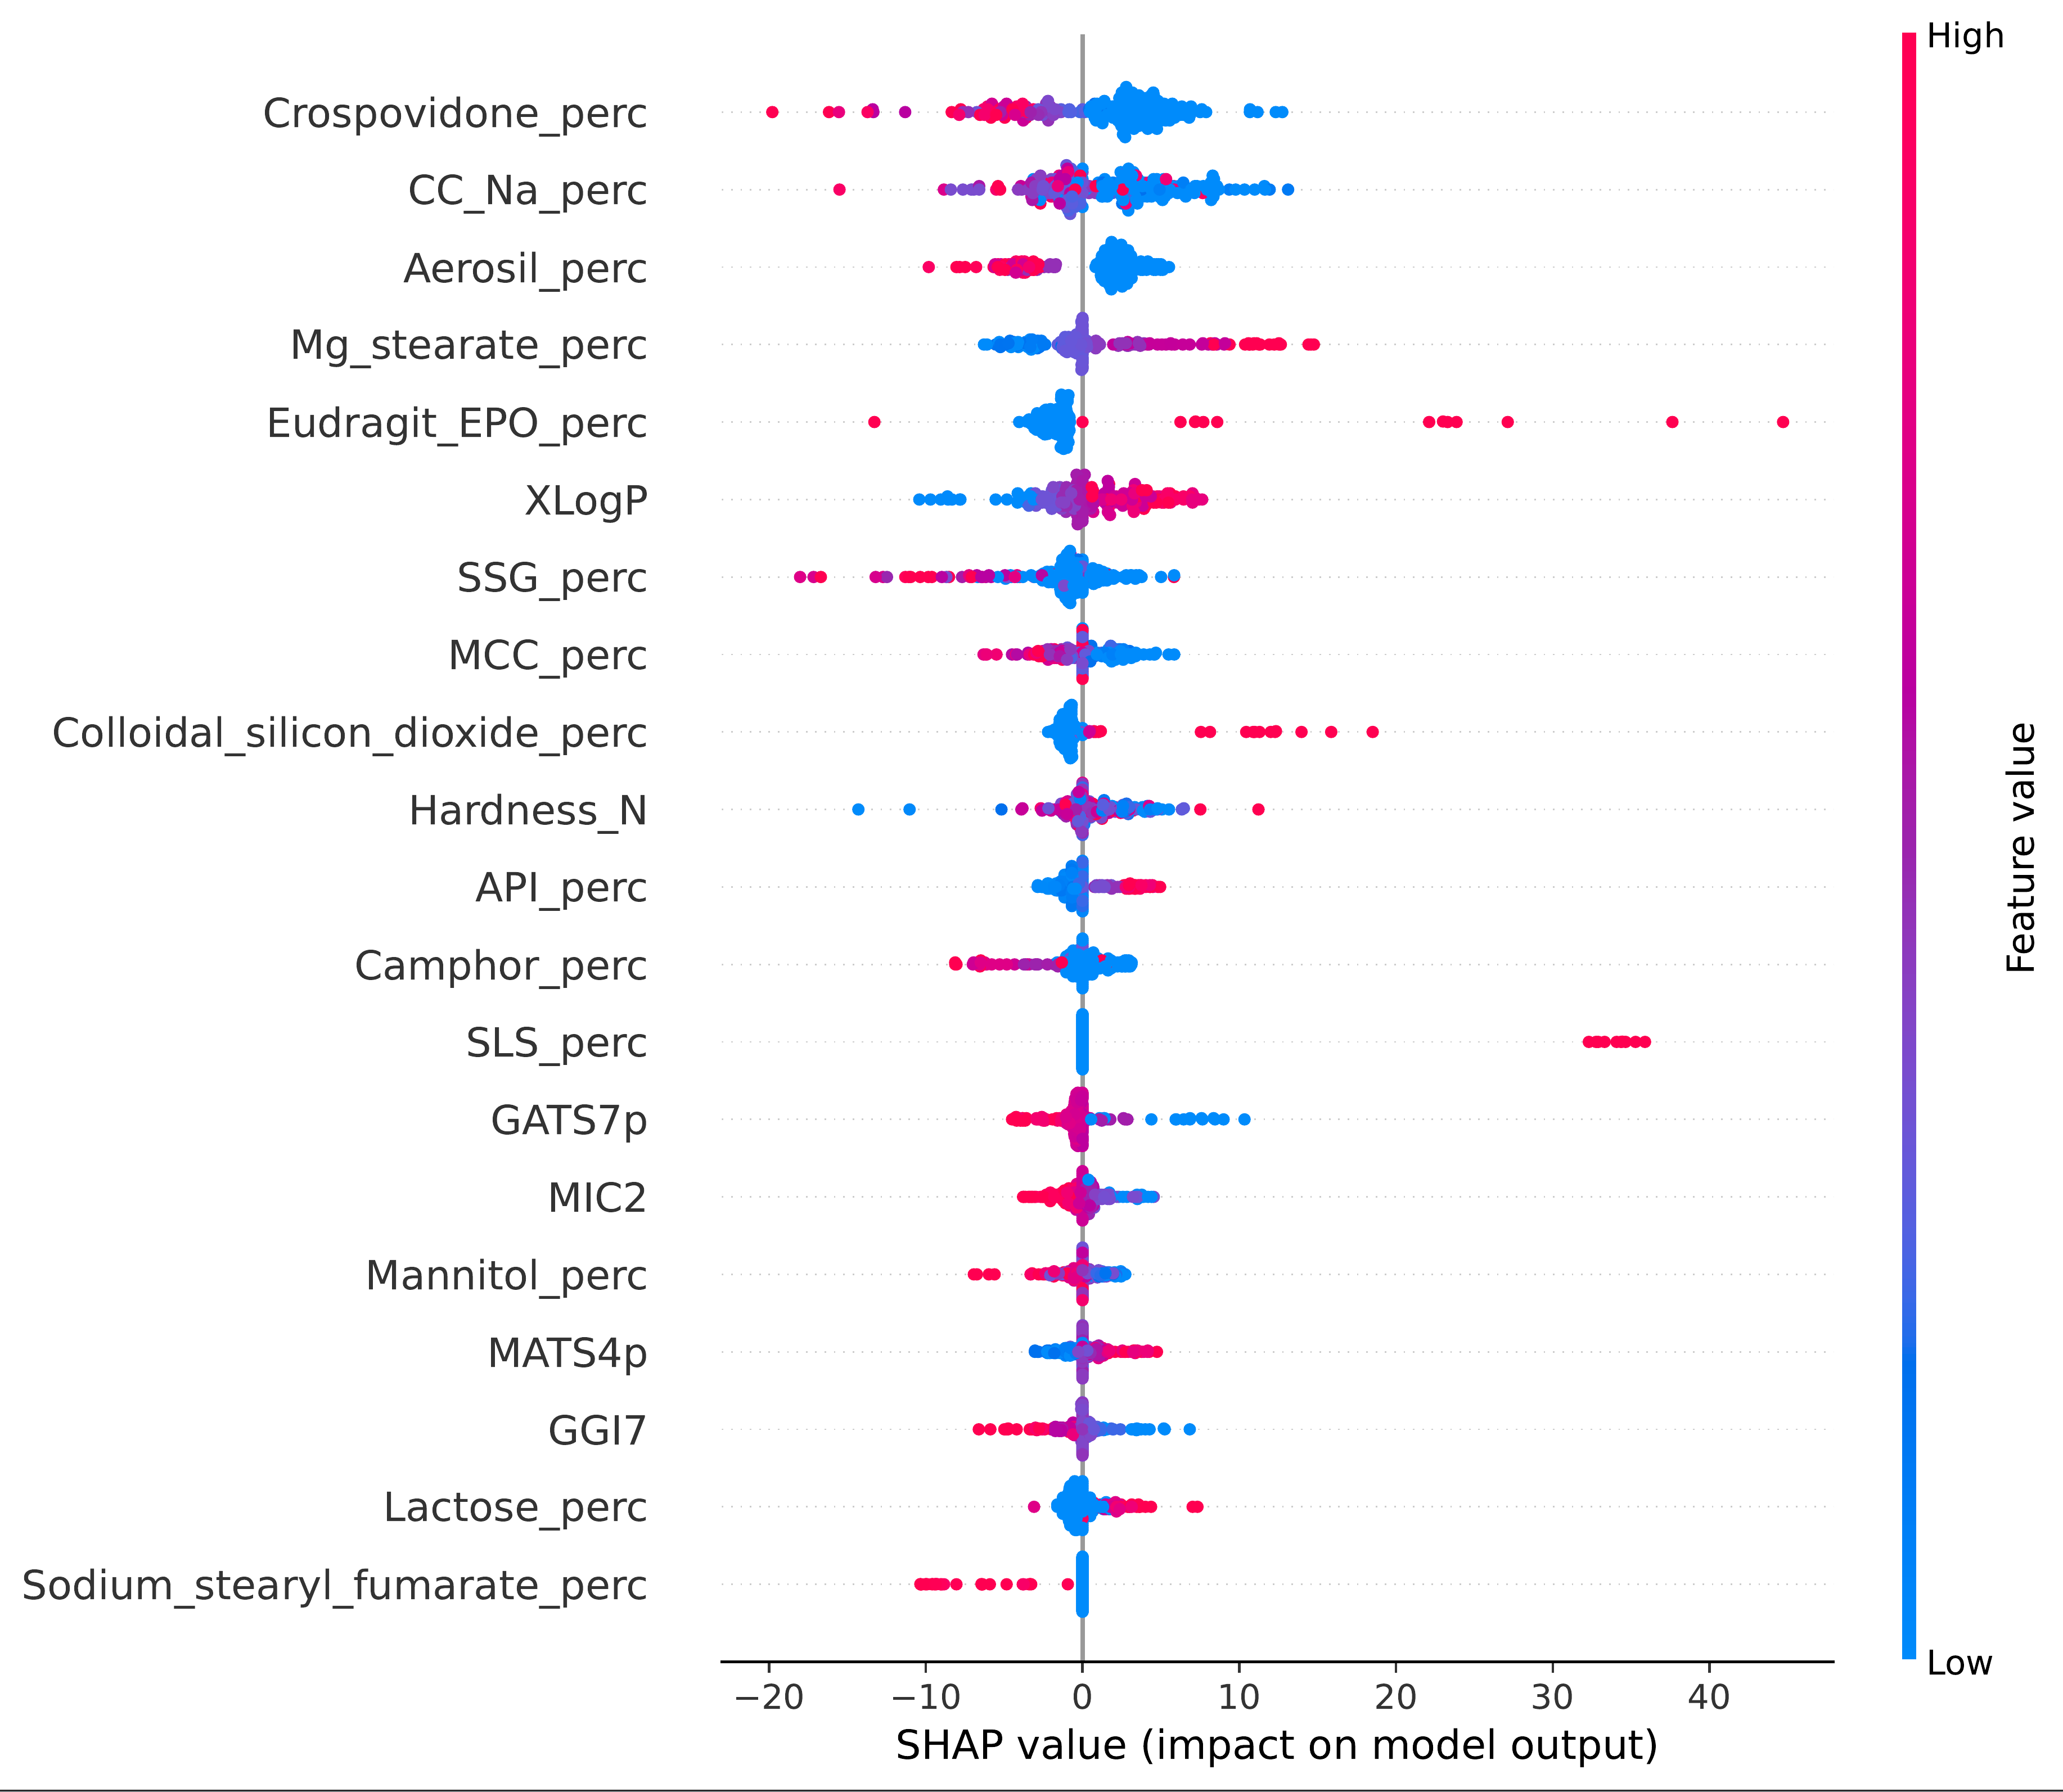 High
Crospovidone_perc
CC_Na_perc
Aerosil_perc
Mg_stearate_perc
Eudragit_EPO_perc
XLogP
SSG_perc
MCC_perc
Colloidal_silicon_dioxide_perc
Hardness_N
API_perc
Camphor_perc
SLS_perc
GATS7p
MIC2
Mannitol_perc
MATS4p
GGI7
Lactose_perc
Sodium_stearyl_fumarate_perc
Feature value
Low
−20 −10 0 10 20 30 40
SHAP value (impact on model output)